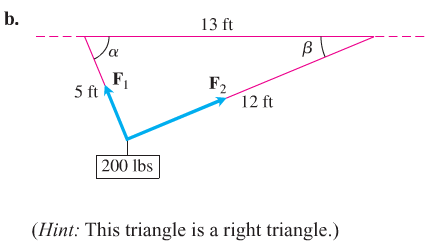 b.
13 ft
α
β
F₁
F₂
5 ft
12 ft
200 lbs
(Hint: This triangle is a right triangle.)